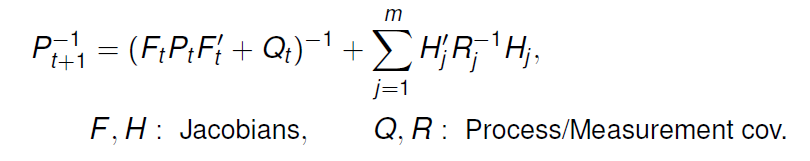 P_{t+1}^{-1} = (F_t P_t F_t' + Q_t)^{-1} + \sum_{j=1}^{m} H_j' R_j^{-1} H_j,
F, H : Jacobians, Q, R : Process/Measurement cov.